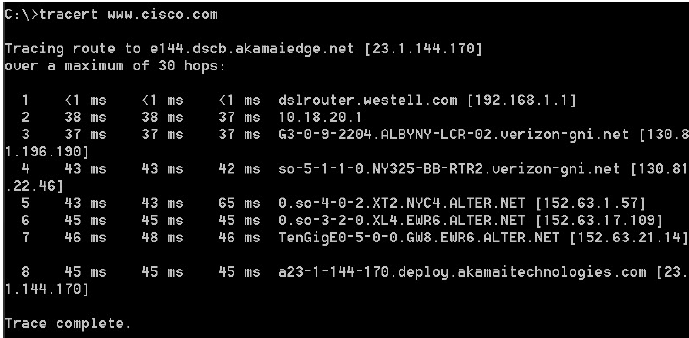 C:\>tracert www.cisco.com
Tracing route to e144.dscb.akamaiedge.net [23.1.144.170]
over a maximum of 30 hops:
1 <1 ms <1 ms <1 ms dslrouter.westell.com [192.168.1.1]
2 38 ms 38 ms 37 ms 10.18.20.1
3 37 ms 37 ms 37 ms G3-0-9-2204.ALBYNY-LCR-02.verizon-gni.net [130.8
1.196.190]
4 43 ms 43 ms 42 ms so-5-1-1-0.NY325-BB-RTR2.verizon-gni.net [130.81
.22.46]
5 43 ms 43 ms 65 ms 0.so-4-0-2.XT2.NYC4.ALTER.NET [152.63.1.57]
6 45 ms 45 ms 45 ms 0.so-3-2-0.XL4.EWR6.ALTER.NET [152.63.17.109]
7 46 ms 48 ms 46 ms TenGigE0-5-0-0.GW8.EWR6.ALTER.NET [152.63.21.14]
8 45 ms 45 ms 45 ms a23-1-144-170.deploy.akamaitechnologies.com [23.
1.144.170]
Trace complete.